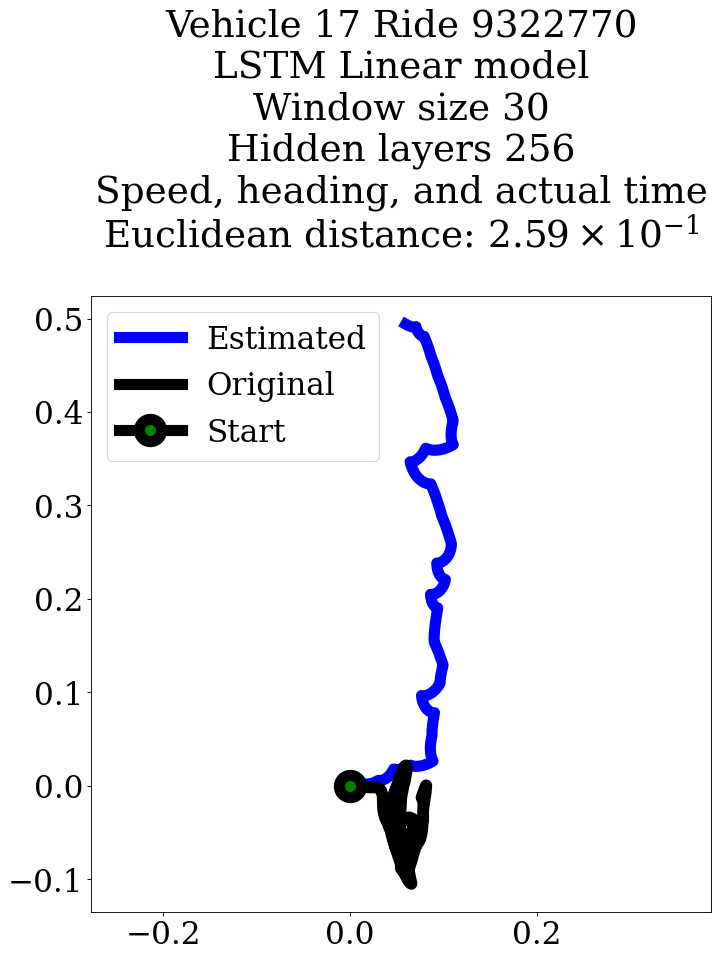 Vehicle 17 Ride 9322770
LSTM Linear model
Window size 30
Hidden layers 256
Speed, heading, and actual time
Euclidean distance: 2.59 × 10⁻¹
Estimated
Original
Start
0.5
0.4
0.3
0.2
0.1
0.0
−0.1
−0.2
0.0
0.2